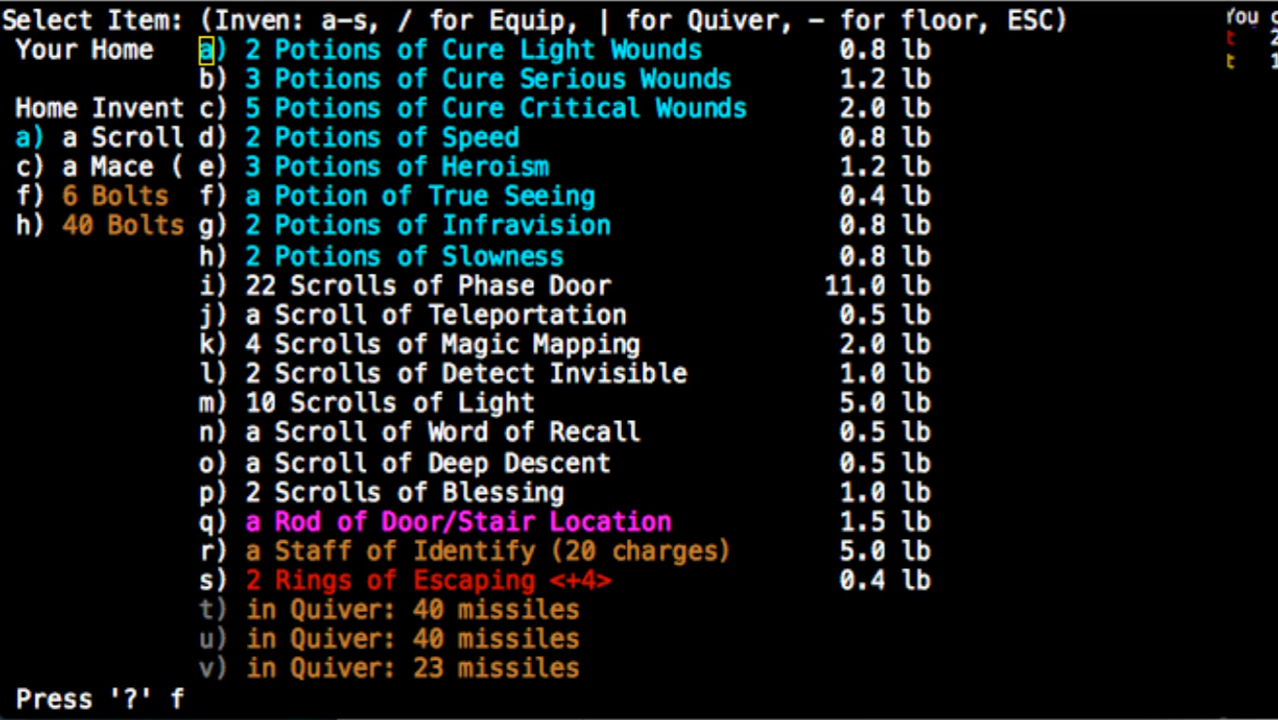 Select Item: (Inven: a-s, / for Equip, | for Quiver, - for floor, ESC) You
Your Home a) 2 Potions of Cure Light Wounds 0.8 lb t 2
b) 3 Potions of Cure Serious Wounds 1.2 lb t 1
Home Invent c) 5 Potions of Cure Critical Wounds 2.0 lb
a) a Scroll d) 2 Potions of Speed 0.8 lb
c) a Mace ( e) 3 Potions of Heroism 1.2 lb
f) 6 Bolts f) a Potion of True Seeing 0.4 lb
h) 40 Bolts g) 2 Potions of Infravision 0.8 lb
h) 2 Potions of Slowness 0.8 lb
i) 22 Scrolls of Phase Door 11.0 lb
j) a Scroll of Teleportation 0.5 lb
k) 4 Scrolls of Magic Mapping 2.0 lb
l) 2 Scrolls of Detect Invisible 1.0 lb
m) 10 Scrolls of Light 5.0 lb
n) a Scroll of Word of Recall 0.5 lb
o) a Scroll of Deep Descent 0.5 lb
p) 2 Scrolls of Blessing 1.0 lb
q) a Rod of Door/Stair Location 1.5 lb
r) a Staff of Identify (20 charges) 5.0 lb
s) 2 Rings of Escaping <+4> 0.4 lb
t) in Quiver: 40 missiles
u) in Quiver: 40 missiles
v) in Quiver: 23 missiles
Press '?' f